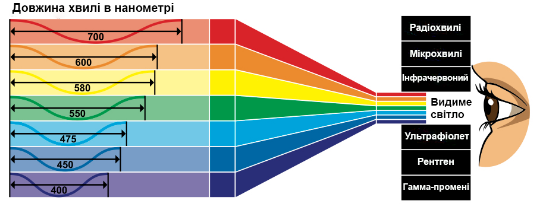 Довжина хвилі в нанометрі
700
600
580
550
475
450
400
Радіохвилі
Мікрохвилі
Інфрачервоний
Видиме
світло
Ультрафіолет
Рентген
Гамма-промені